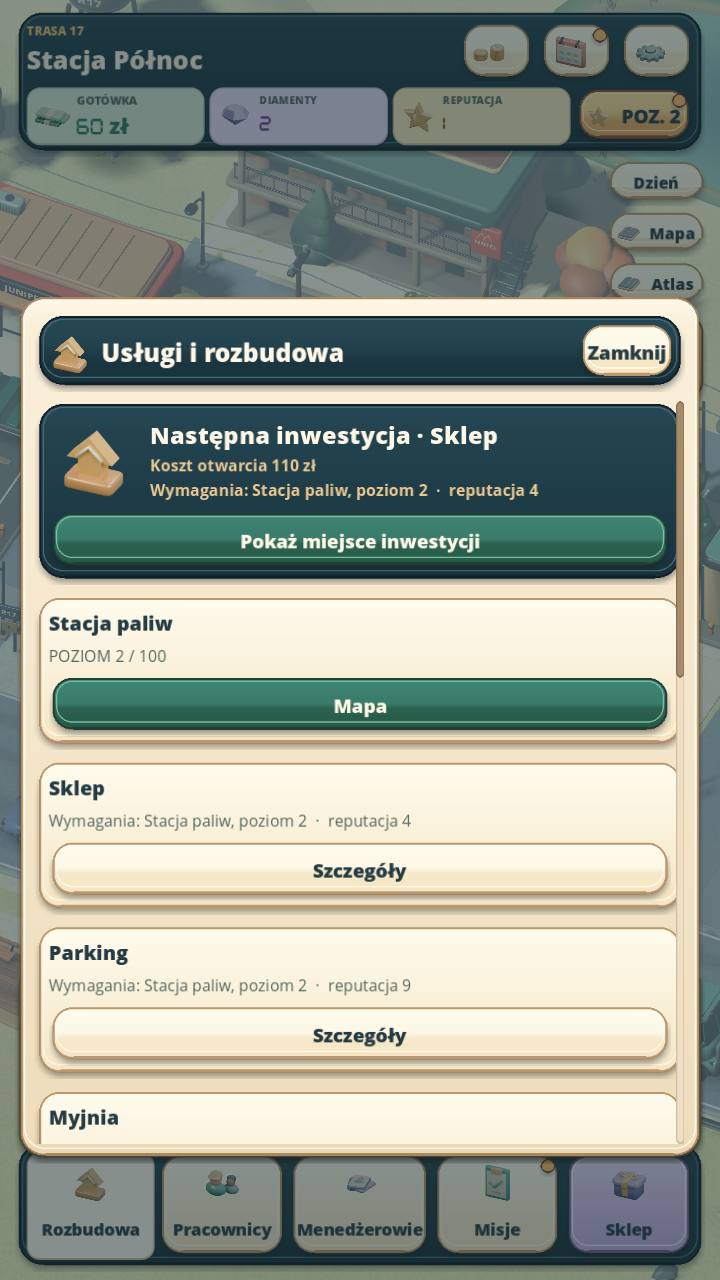 TRASA 17
Stacja Północ
GOTÓWKA
60 zł
DIAMENTY
2
REPUTACJA
1
POZ. 2
Dzień
Mapa
Atlas
MOTEL
Usługi i rozbudowa
Zamknij
Następna inwestycja · Sklep
Koszt otwarcia 110 zł
Wymagania: Stacja paliw, poziom 2 · reputacja 4
Pokaż miejsce inwestycji
Stacja paliw
POZIOM 2 / 100
Mapa
Sklep
Wymagania: Stacja paliw, poziom 2 · reputacja 4
Szczegóły
Parking
Wymagania: Stacja paliw, poziom 2 · reputacja 9
Szczegóły
Myjnia
Rozbudowa
Pracownicy
Menedżerowie
Misje
Sklep